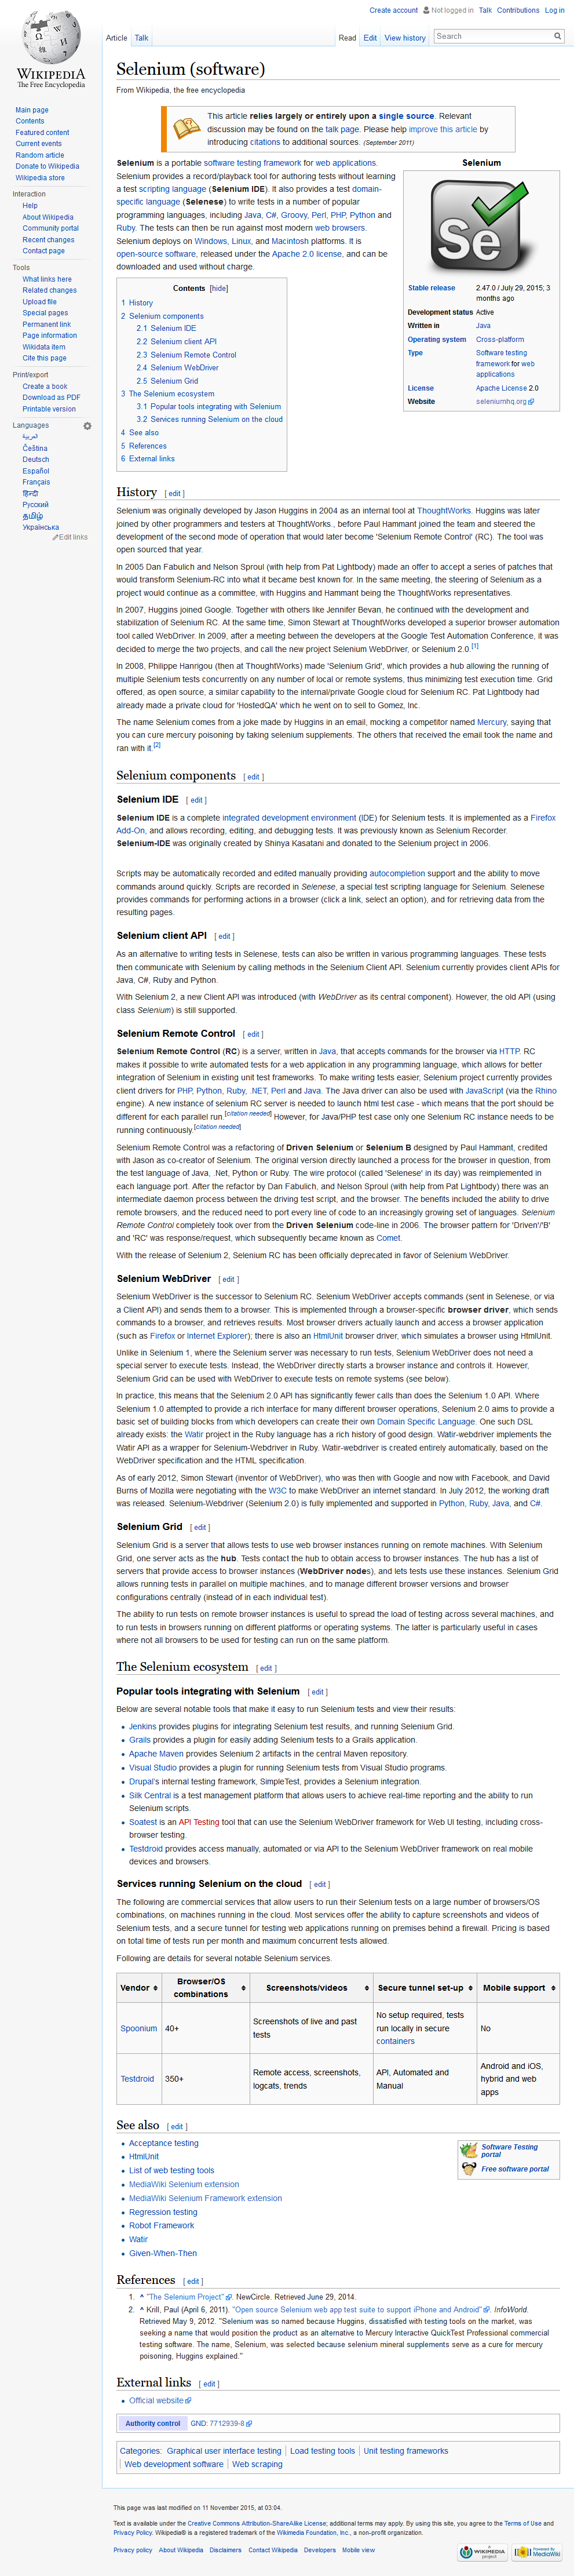 Create account Not logged in Talk Contributions Log in
Article Talk Read Edit View history Search
WIKIPEDIA
The Free Encyclopedia
Main page
Contents
Featured content
Current events
Random article
Donate to Wikipedia
Wikipedia store
Interaction
Help
About Wikipedia
Community portal
Recent changes
Contact page
Tools
What links here
Related changes
Upload file
Special pages
Permanent link
Page information
Wikidata item
Cite this page
Print/export
Create a book
Download as PDF
Printable version
Languages
العربية
Čeština
Deutsch
Español
Français
हिन्दी
Русский
தமிழ்
Українська
Edit links
Selenium (software)
From Wikipedia, the free encyclopedia
This article relies largely or entirely upon a single source. Relevant
discussion may be found on the talk page. Please help improve this article by
introducing citations to additional sources. (September 2011)
Selenium is a portable software testing framework for web applications.
Selenium provides a record/playback tool for authoring tests without learning
a test scripting language (Selenium IDE). It also provides a test domain-
specific language (Selenese) to write tests in a number of popular
programming languages, including Java, C#, Groovy, Perl, PHP, Python and
Ruby. The tests can then be run against most modern web browsers.
Selenium deploys on Windows, Linux, and Macintosh platforms. It is
open-source software, released under the Apache 2.0 license, and can be
downloaded and used without charge.
Selenium
Se
Stable release 2.47.0 / July 29, 2015; 3
months ago
Development status Active
Written in Java
Operating system Cross-platform
Type Software testing
framework for web
applications
License Apache License 2.0
Website seleniumhq.org
Contents [hide]
1 History
2 Selenium components
2.1 Selenium IDE
2.2 Selenium client API
2.3 Selenium Remote Control
2.4 Selenium WebDriver
2.5 Selenium Grid
3 The Selenium ecosystem
3.1 Popular tools integrating with Selenium
3.2 Services running Selenium on the cloud
4 See also
5 References
6 External links
History [ edit ]
Selenium was originally developed by Jason Huggins in 2004 as an internal tool at ThoughtWorks. Huggins was later
joined by other programmers and testers at ThoughtWorks., before Paul Hammant joined the team and steered the
development of the second mode of operation that would later become 'Selenium Remote Control' (RC). The tool was
open sourced that year.
In 2005 Dan Fabulich and Nelson Sproul (with help from Pat Lightbody) made an offer to accept a series of patches that
would transform Selenium-RC into what it became best known for. In the same meeting, the steering of Selenium as a
project would continue as a committee, with Huggins and Hammant being the ThoughtWorks representatives.
In 2007, Huggins joined Google. Together with others like Jennifer Bevan, he continued with the development and
stabilization of Selenium RC. At the same time, Simon Stewart at ThoughtWorks developed a superior browser automation
tool called WebDriver. In 2009, after a meeting between the developers at the Google Test Automation Conference, it was
decided to merge the two projects, and call the new project Selenium WebDriver, or Selenium 2.0.[1]
In 2008, Philippe Hanrigou (then at ThoughtWorks) made 'Selenium Grid', which provides a hub allowing the running of
multiple Selenium tests concurrently on any number of local or remote systems, thus minimizing test execution time. Grid
offered, as open source, a similar capability to the internal/private Google cloud for Selenium RC. Pat Lightbody had
already made a private cloud for 'HostedQA' which he went on to sell to Gomez, Inc.
The name Selenium comes from a joke made by Huggins in an email, mocking a competitor named Mercury, saying that
you can cure mercury poisoning by taking selenium supplements. The others that received the email took the name and
ran with it.[2]
Selenium components [ edit ]
Selenium IDE [ edit ]
Selenium IDE is a complete integrated development environment (IDE) for Selenium tests. It is implemented as a Firefox
Add-On, and allows recording, editing, and debugging tests. It was previously known as Selenium Recorder.
Selenium-IDE was originally created by Shinya Kasatani and donated to the Selenium project in 2006.
Scripts may be automatically recorded and edited manually providing autocompletion support and the ability to move
commands around quickly. Scripts are recorded in Selenese, a special test scripting language for Selenium. Selenese
provides commands for performing actions in a browser (click a link, select an option), and for retrieving data from the
resulting pages.
Selenium client API [ edit ]
As an alternative to writing tests in Selenese, tests can also be written in various programming languages. These tests
then communicate with Selenium by calling methods in the Selenium Client API. Selenium currently provides client APIs for
Java, C#, Ruby and Python.
With Selenium 2, a new Client API was introduced (with WebDriver as its central component). However, the old API (using
class Selenium) is still supported.
Selenium Remote Control [ edit ]
Selenium Remote Control (RC) is a server, written in Java, that accepts commands for the browser via HTTP. RC
makes it possible to write automated tests for a web application in any programming language, which allows for better
integration of Selenium in existing unit test frameworks. To make writing tests easier, Selenium project currently provides
client drivers for PHP, Python, Ruby, .NET, Perl and Java. The Java driver can also be used with JavaScript (via the Rhino
engine). A new instance of selenium RC server is needed to launch html test case - which means that the port should be
different for each parallel run.[citation needed] However, for Java/PHP test case only one Selenium RC instance needs to be
running continuously.[citation needed]
Selenium Remote Control was a refactoring of Driven Selenium or Selenium B designed by Paul Hammant, credited
with Jason as co-creator of Selenium. The original version directly launched a process for the browser in question, from
the test language of Java, .Net, Python or Ruby. The wire protocol (called 'Selenese' in its day) was reimplemented in
each language port. After the refactor by Dan Fabulich, and Nelson Sproul (with help from Pat Lightbody) there was an
intermediate daemon process between the driving test script, and the browser. The benefits included the ability to drive
remote browsers, and the reduced need to port every line of code to an increasingly growing set of languages. Selenium
Remote Control completely took over from the Driven Selenium code-line in 2006. The browser pattern for 'Driven'/'B'
and 'RC' was response/request, which subsequently became known as Comet.
With the release of Selenium 2, Selenium RC has been officially deprecated in favor of Selenium WebDriver.
Selenium WebDriver [ edit ]
Selenium WebDriver is the successor to Selenium RC. Selenium WebDriver accepts commands (sent in Selenese, or via
a Client API) and sends them to a browser. This is implemented through a browser-specific browser driver, which sends
commands to a browser, and retrieves results. Most browser drivers actually launch and access a browser application
(such as Firefox or Internet Explorer); there is also an HtmlUnit browser driver, which simulates a browser using HtmlUnit.
Unlike in Selenium 1, where the Selenium server was necessary to run tests, Selenium WebDriver does not need a
special server to execute tests. Instead, the WebDriver directly starts a browser instance and controls it. However,
Selenium Grid can be used with WebDriver to execute tests on remote systems (see below).
In practice, this means that the Selenium 2.0 API has significantly fewer calls than does the Selenium 1.0 API. Where
Selenium 1.0 attempted to provide a rich interface for many different browser operations, Selenium 2.0 aims to provide a
basic set of building blocks from which developers can create their own Domain Specific Language. One such DSL
already exists: the Watir project in the Ruby language has a rich history of good design. Watir-webdriver implements the
Watir API as a wrapper for Selenium-Webdriver in Ruby. Watir-webdriver is created entirely automatically, based on the
WebDriver specification and the HTML specification.
As of early 2012, Simon Stewart (inventor of WebDriver), who was then with Google and now with Facebook, and David
Burns of Mozilla were negotiating with the W3C to make WebDriver an internet standard. In July 2012, the working draft
was released. Selenium-Webdriver (Selenium 2.0) is fully implemented and supported in Python, Ruby, Java, and C#.
Selenium Grid [ edit ]
Selenium Grid is a server that allows tests to use web browser instances running on remote machines. With Selenium
Grid, one server acts as the hub. Tests contact the hub to obtain access to browser instances. The hub has a list of
servers that provide access to browser instances (WebDriver nodes), and lets tests use these instances. Selenium Grid
allows running tests in parallel on multiple machines, and to manage different browser versions and browser
configurations centrally (instead of in each individual test).
The ability to run tests on remote browser instances is useful to spread the load of testing across several machines, and
to run tests in browsers running on different platforms or operating systems. The latter is particularly useful in cases
where not all browsers to be used for testing can run on the same platform.
The Selenium ecosystem [ edit ]
Popular tools integrating with Selenium [ edit ]
Below are several notable tools that make it easy to run Selenium tests and view their results:
Jenkins provides plugins for integrating Selenium test results, and running Selenium Grid.
Grails provides a plugin for easily adding Selenium tests to a Grails application.
Apache Maven provides Selenium 2 artifacts in the central Maven repository.
Visual Studio provides a plugin for running Selenium tests from Visual Studio programs.
Drupal's internal testing framework, SimpleTest, provides a Selenium integration.
Silk Central is a test management platform that allows users to achieve real-time reporting and the ability to run
Selenium scripts.
Soatest is an API Testing tool that can use the Selenium WebDriver framework for Web UI testing, including cross-
browser testing.
Testdroid provides access manually, automated or via API to the Selenium WebDriver framework on real mobile
devices and browsers.
Services running Selenium on the cloud [ edit ]
The following are commercial services that allow users to run their Selenium tests on a large number of browsers/OS
combinations, on machines running in the cloud. Most services offer the ability to capture screenshots and videos of
Selenium tests, and a secure tunnel for testing web applications running on premises behind a firewall. Pricing is based
on total time of tests run per month and maximum concurrent tests allowed.
Following are details for several notable Selenium services.
Vendor Browser/OS combinations Screenshots/videos Secure tunnel set-up Mobile support
Spoonium 40+ Screenshots of live and past tests No setup required, tests run locally in secure containers No
Testdroid 350+ Remote access, screenshots, logcats, trends API, Automated and Manual Android and iOS, hybrid and web apps
See also [ edit ]
Acceptance testing
HtmlUnit
List of web testing tools
MediaWiki Selenium extension
MediaWiki Selenium Framework extension
Regression testing
Robot Framework
Watir
Given-When-Then
Software Testing
portal
Free software portal
References [ edit ]
1. ^ "The Selenium Project". NewCircle. Retrieved June 29, 2014.
2. ^ Krill, Paul (April 6, 2011). "Open source Selenium web app test suite to support iPhone and Android". InfoWorld.
Retrieved May 9, 2012. "Selenium was so named because Huggins, dissatisfied with testing tools on the market, was
seeking a name that would position the product as an alternative to Mercury Interactive QuickTest Professional commercial
testing software. The name, Selenium, was selected because selenium mineral supplements serve as a cure for mercury
poisoning, Huggins explained."
External links [ edit ]
Official website
Authority control GND: 7712939-8
Categories: Graphical user interface testing Load testing tools Unit testing frameworks
Web development software Web scraping
This page was last modified on 11 November 2015, at 03:04.
Text is available under the Creative Commons Attribution-ShareAlike License; additional terms may apply. By using this site, you agree to the Terms of Use and
Privacy Policy. Wikipedia® is a registered trademark of the Wikimedia Foundation, Inc., a non-profit organization.
Privacy policy About Wikipedia Disclaimers Contact Wikipedia Developers Mobile view
A WIKIMEDIA project Powered By MediaWiki